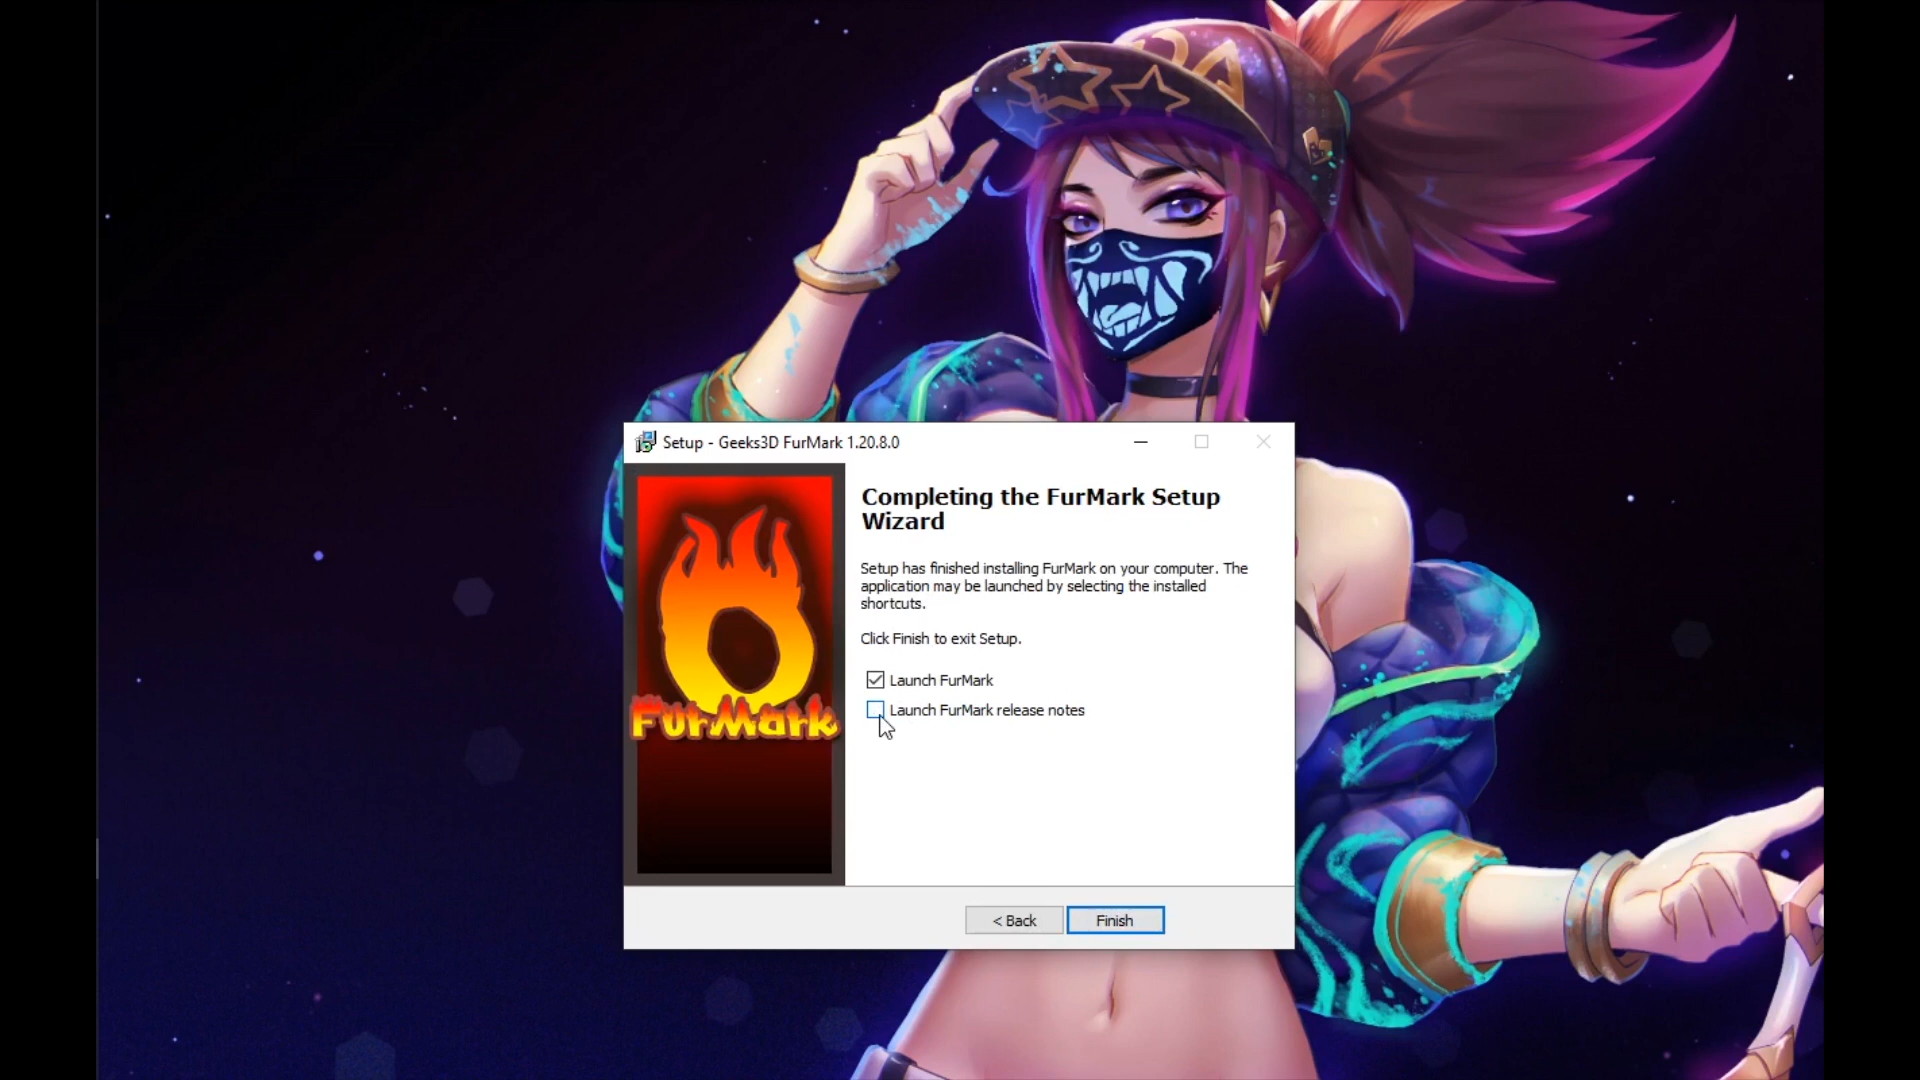 Setup - Geeks3D FurMark 1.20.8.0
Completing the FurMark Setup
Wizard
Setup has finished installing FurMark on your computer. The
application may be launched by selecting the installed
shortcuts.
Click Finish to exit Setup.
Launch FurMark
Launch FurMark release notes
FurMark
< Back
Finish